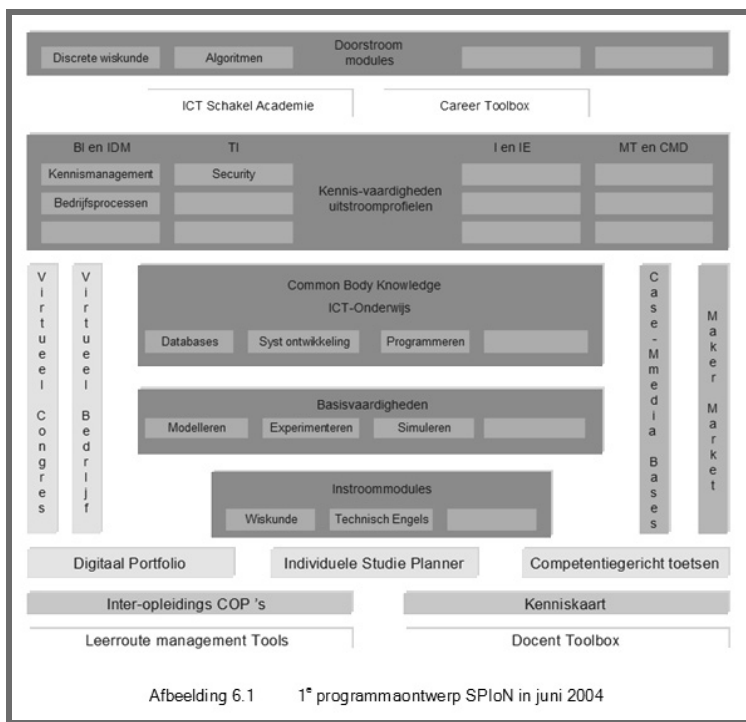 Doorstroom
modules
Discrete wiskunde
Algoritmen
ICT Schakel Academie
Career Toolbox
BI en IDM
TI
I en IE
MT en CMD
Kennismanagement
Security
Kennis-vaardigheden
uitstroomprofielen
Bedrijfsprocessen
Virtueel Congres
Virtueel BedrIjf
Common Body Knowledge
ICT-Onderwijs
Databases
Syst ontwikkeling
Programmeren
Basisvaardigheden
Modelleren
Experimenteren
Simuleren
Instroommodules
Wiskunde
Technisch Engels
Case-Mmedia Bases
Maker Market
Digitaal Portfolio
Individuele Studie Planner
Competentiegericht toetsen
Inter-opleidings COP 's
Kenniskaart
Leerroute management Tools
Docent Toolbox
Afbeelding 6.1 1e programmaontwerp SPIoN in juni 2004